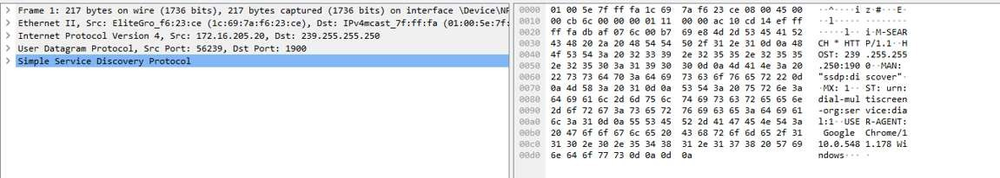 Frame 1: 217 bytes on wire (1736 bits), 217 bytes captured (1736 bits) on interface \Device\NP
Ethernet II, Src: EliteGro_f6:23:ce (1c:69:7a:f6:23:ce), Dst: IPv4mcast_7f:ff:fa (01:00:5e:7f:
Internet Protocol Version 4, Src: 172.16.205.20, Dst: 239.255.255.250
User Datagram Protocol, Src Port: 56239, Dst Port: 1900
Simple Service Discovery Protocol
0000 01 00 5e 7f ff fa 1c 69 7a f6 23 ce 08 00 45 00 ··^····i z·#···E·
0010 00 cb 6c 00 00 00 01 11 00 00 ac 10 cd 14 ef ff ··l····· ········
0020 ff fa db af 07 6c 00 b7 69 e8 4d 2d 53 45 41 52 ·····l·· i·M-SEAR
0030 43 48 20 2a 20 48 54 54 50 2f 31 2e 31 0d 0a 48 CH * HTT P/1.1··H
0040 4f 53 54 3a 20 32 33 39 2e 32 35 35 2e 32 35 35 OST: 239 .255.255
0050 2e 32 35 30 3a 31 39 30 30 0d 0a 4d 41 4e 3a 20 .250:190 0··MAN:
0060 22 73 73 64 70 3a 64 69 73 63 6f 76 65 72 22 0d "ssdp:di scover"·
0070 0a 4d 58 3a 20 31 0d 0a 53 54 3a 20 75 72 6e 3a ·MX: 1·· ST: urn:
0080 64 69 61 6c 2d 6d 75 6c 74 69 73 63 72 65 65 6e dial-mul tiscreen
0090 2d 6f 72 67 3a 73 65 72 76 69 63 65 3a 64 69 61 -org:ser vice:dia
00a0 6c 3a 31 0d 0a 55 53 45 52 2d 41 47 45 4e 54 3a l:1··USE R-AGENT:
00b0 20 47 6f 6f 67 6c 65 20 43 68 72 6f 6d 65 2f 31 Google Chrome/1
00c0 31 30 2e 30 2e 35 34 38 31 2e 31 37 38 20 57 69 10.0.548 1.178 Wi
00d0 6e 64 6f 77 73 0d 0a 0d 0a ndows··· ·